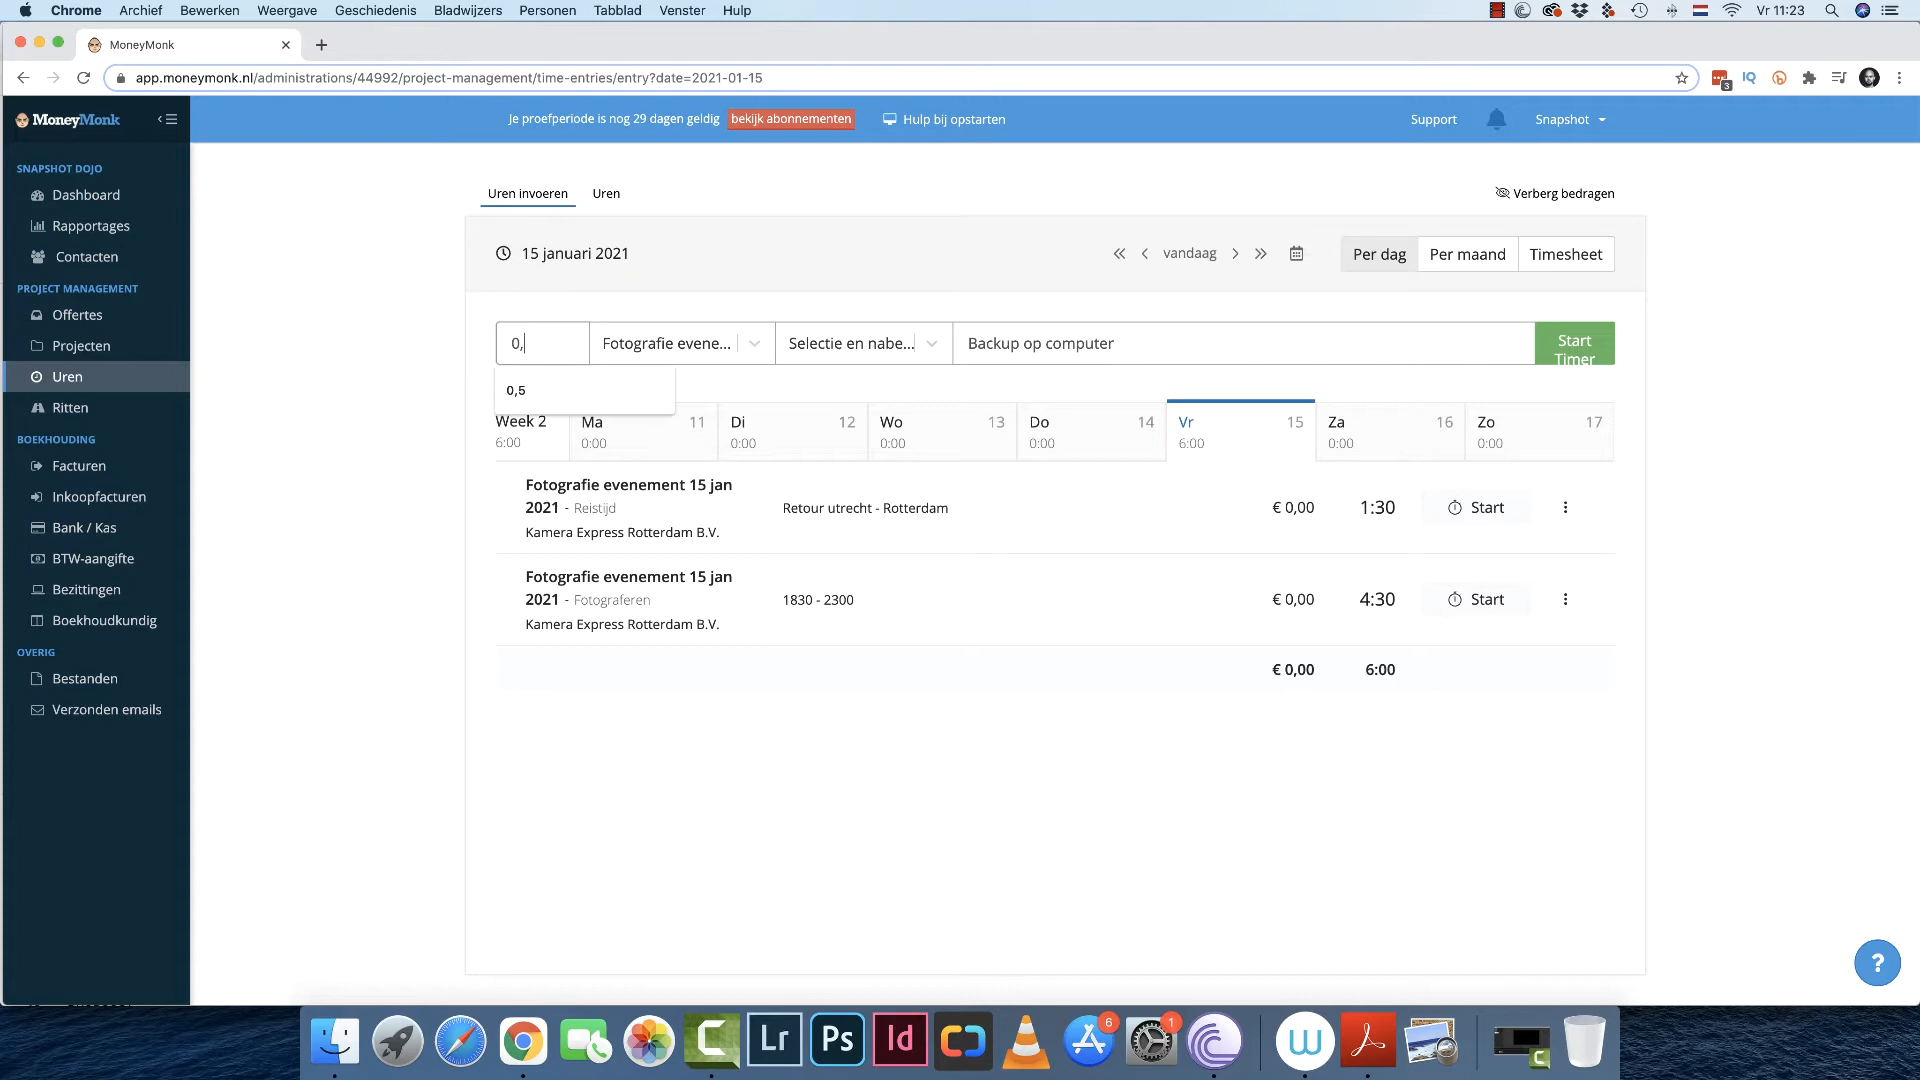 Chrome Archief Bewerken Weergave Geschiedenis Bladwijzers Personen Tabblad Venster Hulp Vr 11:23
MoneyMonk
app.moneymonk.nl/administrations/44992/project-management/time-entries/entry?date=2021-01-15 3 IQ
MoneyMonk
Je proefperiode is nog 29 dagen geldig bekijk abonnementen Hulp bij opstarten Support Snapshot
SNAPSHOT DOJO
Dashboard
Rapportages
Contacten
PROJECT MANAGEMENT
Offertes
Projecten
Uren
Ritten
BOEKHOUDING
Facturen
Inkoopfacturen
Bank / Kas
BTW-aangifte
Bezittingen
Boekhoudkundig
OVERIG
Bestanden
Verzonden emails
Uren invoeren Uren Verberg bedragen
15 januari 2021 vandaag Per dag Per maand Timesheet
0, Fotografie evene... Selectie en nabe... Backup op computer Start Timer
0,5
Week 2 Ma 11 Di 12 Wo 13 Do 14 Vr 15 Za 16 Zo 17
6:00 0:00 0:00 0:00 0:00 6:00 0:00 0:00
Fotografie evenement 15 jan
2021 - Reistijd Retour utrecht - Rotterdam € 0,00 1:30 Start
Kamera Express Rotterdam B.V.
Fotografie evenement 15 jan
2021 - Fotograferen 1830 - 2300 € 0,00 4:30 Start
Kamera Express Rotterdam B.V.
€ 0,00 6:00
?
Lr Ps Id 6 1